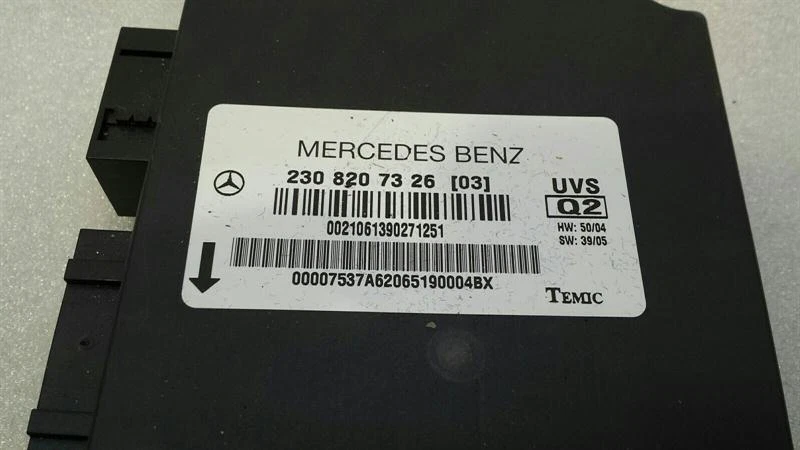 MERCEDES BENZ
230 820 73 26 [03]
0021061390271251
00007537A62065190004BX
UVS
Q2
HW: 50/04
SW: 39/05
TEMIC